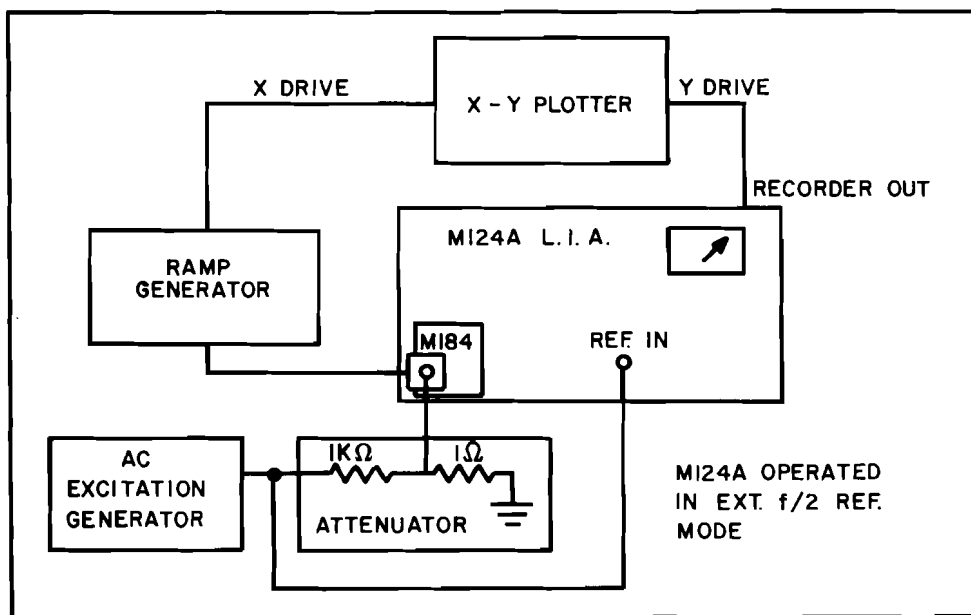 X DRIVE
X - Y PLOTTER
Y DRIVE
RECORDER OUT
M124A L.I.A.
RAMP
GENERATOR
M184
REF. IN
AC
EXCITATION
GENERATOR
1KΩ
1Ω
ATTENUATOR
M124A OPERATED
IN EXT. f/2 REF.
MODE